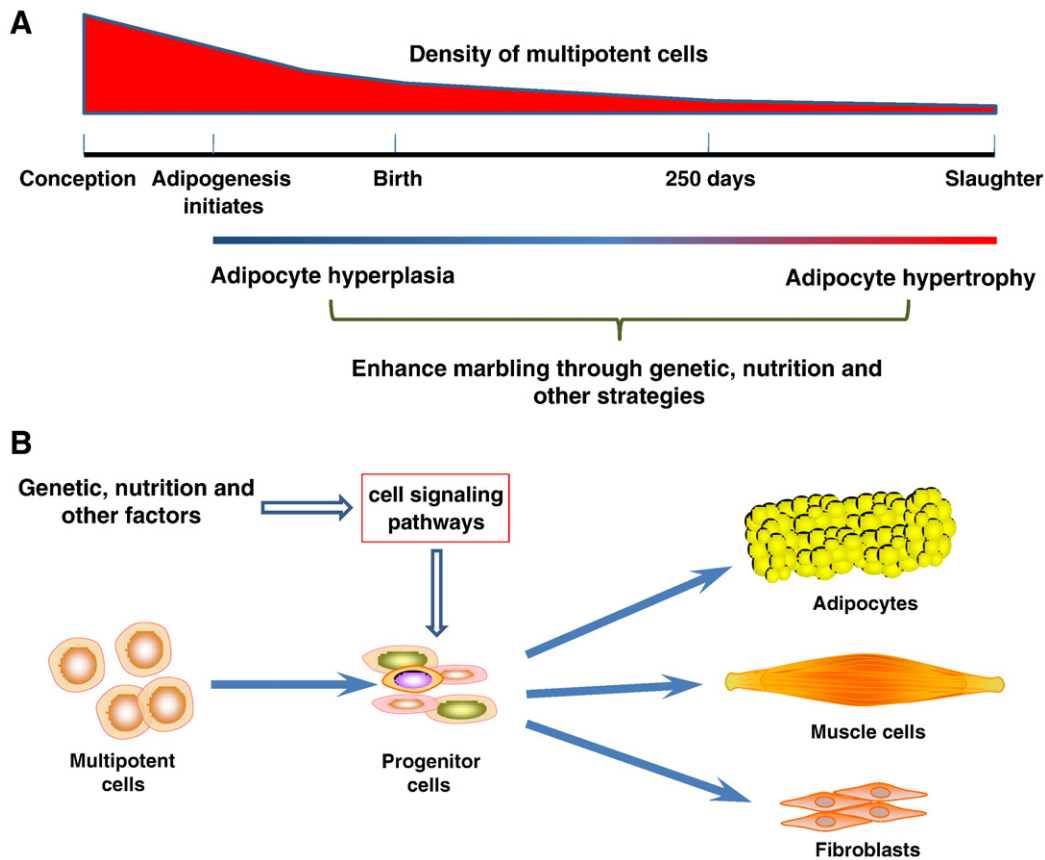 A
Density of multipotent cells
Conception
Adipogenesis
initiates
Birth
250 days
Slaughter
Adipocyte hyperplasia
Adipocyte hypertrophy
Enhance marbling through genetic, nutrition and
other strategies
B
Genetic, nutrition and
other factors
cell signaling
pathways
Adipocytes
Multipotent
cells
Progenitor
cells
Muscle cells
Fibroblasts